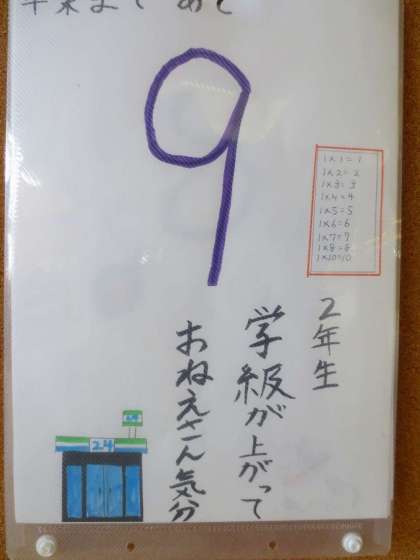 卒業まで あと
9
1×1=1
1×2=2
1×3=3
1×4=4
1×5=5
1×6=6
1×7=7
1×8=8
1×10=10
2年生
学級が上がって
おねえさん気分
24